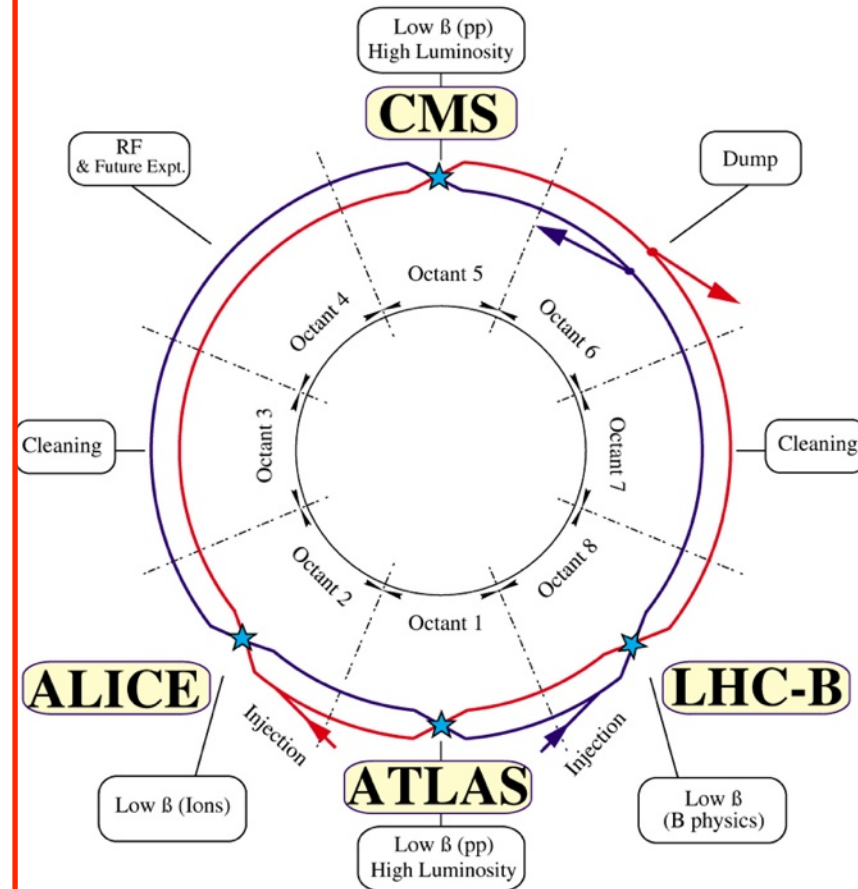 Low ß (pp)
High Luminosity
CMS
RF
& Future Expt.
Dump
Octant 5
Octant 4
Octant 6
Cleaning
Octant 3
Octant 7
Cleaning
Octant 2
Octant 8
Octant 1
ALICE
LHC-B
Injection
Injection
ATLAS
Low ß (Ions)
Low ß
(B physics)
Low ß (pp)
High Luminosity